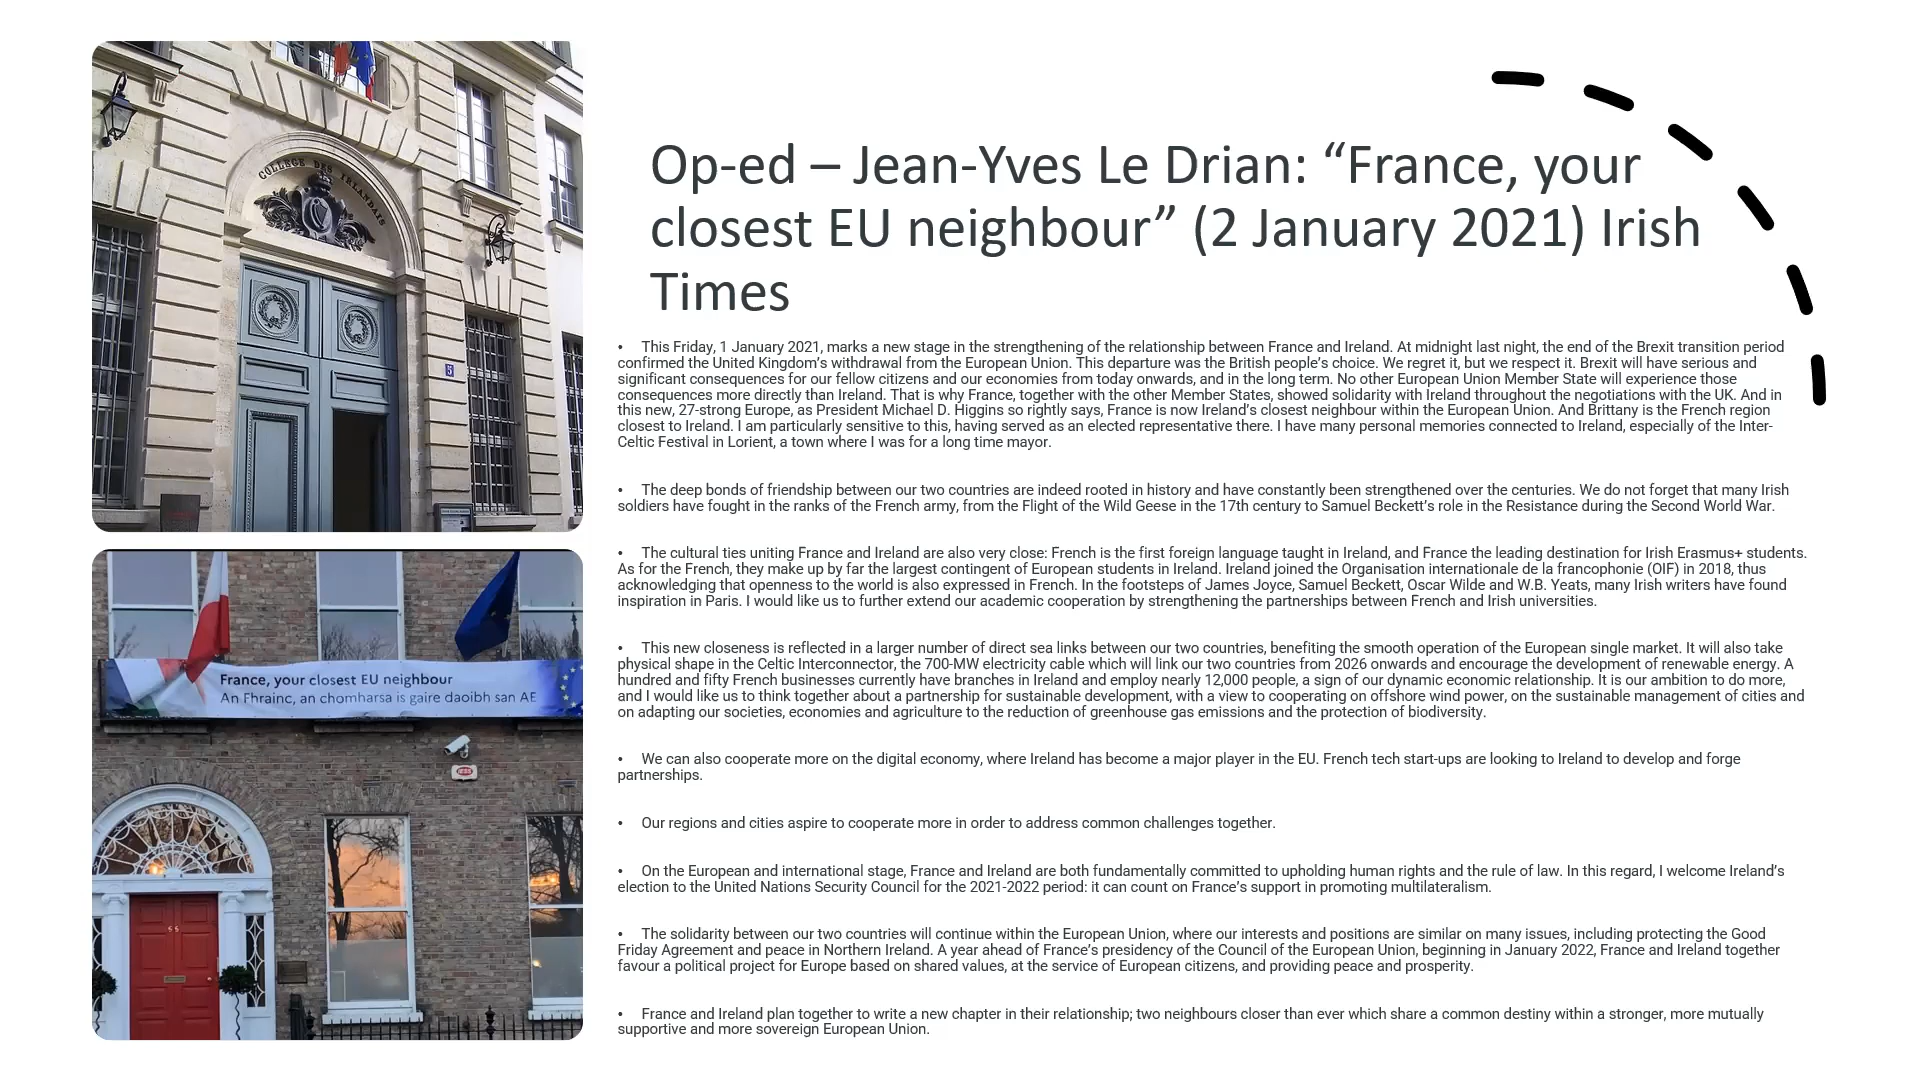 COLLEGE DES IRLANDAIS
5
France, your closest EU neighbour
An Fhrainc, an chomharsa is gaire daoibh san AE
Op-ed – Jean-Yves Le Drian: “France, your
closest EU neighbour” (2 January 2021) Irish
Times
• This Friday, 1 January 2021, marks a new stage in the strengthening of the relationship between France and Ireland. At midnight last night, the end of the Brexit transition period
confirmed the United Kingdom’s withdrawal from the European Union. This departure was the British people’s choice. We regret it, but we respect it. Brexit will have serious and
significant consequences for our fellow citizens and our economies from today onwards, and in the long term. No other European Union Member State will experience those
consequences more directly than Ireland. That is why France, together with the other Member States, showed solidarity with Ireland throughout the negotiations with the UK. And in
this new, 27-strong Europe, as President Michael D. Higgins so rightly says, France is now Ireland’s closest neighbour within the European Union. And Brittany is the French region
closest to Ireland. I am particularly sensitive to this, having served as an elected representative there. I have many personal memories connected to Ireland, especially of the Inter-
Celtic Festival in Lorient, a town where I was for a long time mayor.
• The deep bonds of friendship between our two countries are indeed rooted in history and have constantly been strengthened over the centuries. We do not forget that many Irish
soldiers have fought in the ranks of the French army, from the Flight of the Wild Geese in the 17th century to Samuel Beckett’s role in the Resistance during the Second World War.
• The cultural ties uniting France and Ireland are also very close: French is the first foreign language taught in Ireland, and France the leading destination for Irish Erasmus+ students.
As for the French, they make up by far the largest contingent of European students in Ireland. Ireland joined the Organisation internationale de la francophonie (OIF) in 2018, thus
acknowledging that openness to the world is also expressed in French. In the footsteps of James Joyce, Samuel Beckett, Oscar Wilde and W.B. Yeats, many Irish writers have found
inspiration in Paris. I would like us to further extend our academic cooperation by strengthening the partnerships between French and Irish universities.
• This new closeness is reflected in a larger number of direct sea links between our two countries, benefiting the smooth operation of the European single market. It will also take
physical shape in the Celtic Interconnector, the 700-MW electricity cable which will link our two countries from 2026 onwards and encourage the development of renewable energy. A
hundred and fifty French businesses currently have branches in Ireland and employ nearly 12,000 people, a sign of our dynamic economic relationship. It is our ambition to do more,
and I would like us to think together about a partnership for sustainable development, with a view to cooperating on offshore wind power, on the sustainable management of cities and
on adapting our societies, economies and agriculture to the reduction of greenhouse gas emissions and the protection of biodiversity.
• We can also cooperate more on the digital economy, where Ireland has become a major player in the EU. French tech start-ups are looking to Ireland to develop and forge
partnerships.
• Our regions and cities aspire to cooperate more in order to address common challenges together.
• On the European and international stage, France and Ireland are both fundamentally committed to upholding human rights and the rule of law. In this regard, I welcome Ireland’s
election to the United Nations Security Council for the 2021-2022 period: it can count on France’s support in promoting multilateralism.
• The solidarity between our two countries will continue within the European Union, where our interests and positions are similar on many issues, including protecting the Good
Friday Agreement and peace in Northern Ireland. A year ahead of France’s presidency of the Council of the European Union, beginning in January 2022, France and Ireland together
favour a political project for Europe based on shared values, at the service of European citizens, and providing peace and prosperity.
• France and Ireland plan together to write a new chapter in their relationship; two neighbours closer than ever which share a common destiny within a stronger, more mutually
supportive and more sovereign European Union.